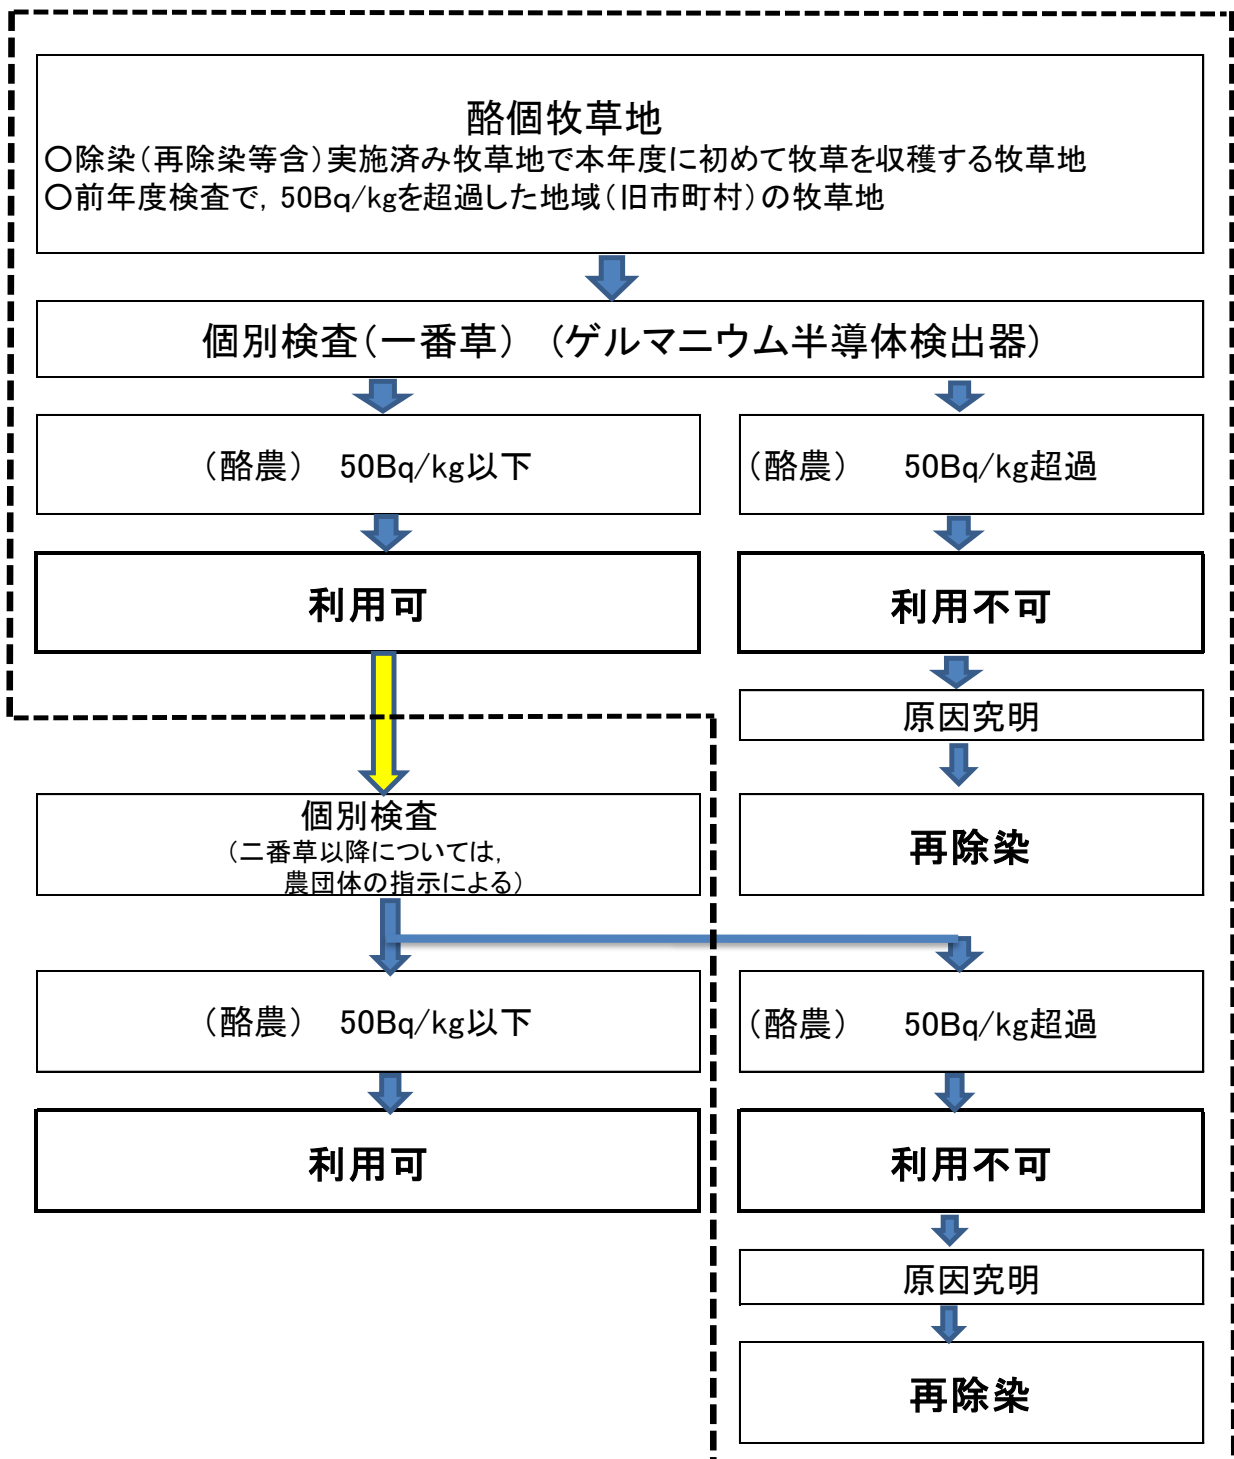 酪個牧草地
○除染（再除染等含）実施済み牧草地で本年度に初めて牧草を収穫する牧草地
○前年度検査で，50Bq/kgを超過した地域（旧市町村）の牧草地
個別検査（一番草）　（ゲルマニウム半導体検出器）
（酪農）　50Bq/kg以下
（酪農）　　50Bq/kg超過
利用可
利用不可
原因究明
個別検査
（二番草以降については，
農団体の指示による）
再除染
（酪農）　50Bq/kg以下
（酪農）　　50Bq/kg超過
利用可
利用不可
原因究明
再除染